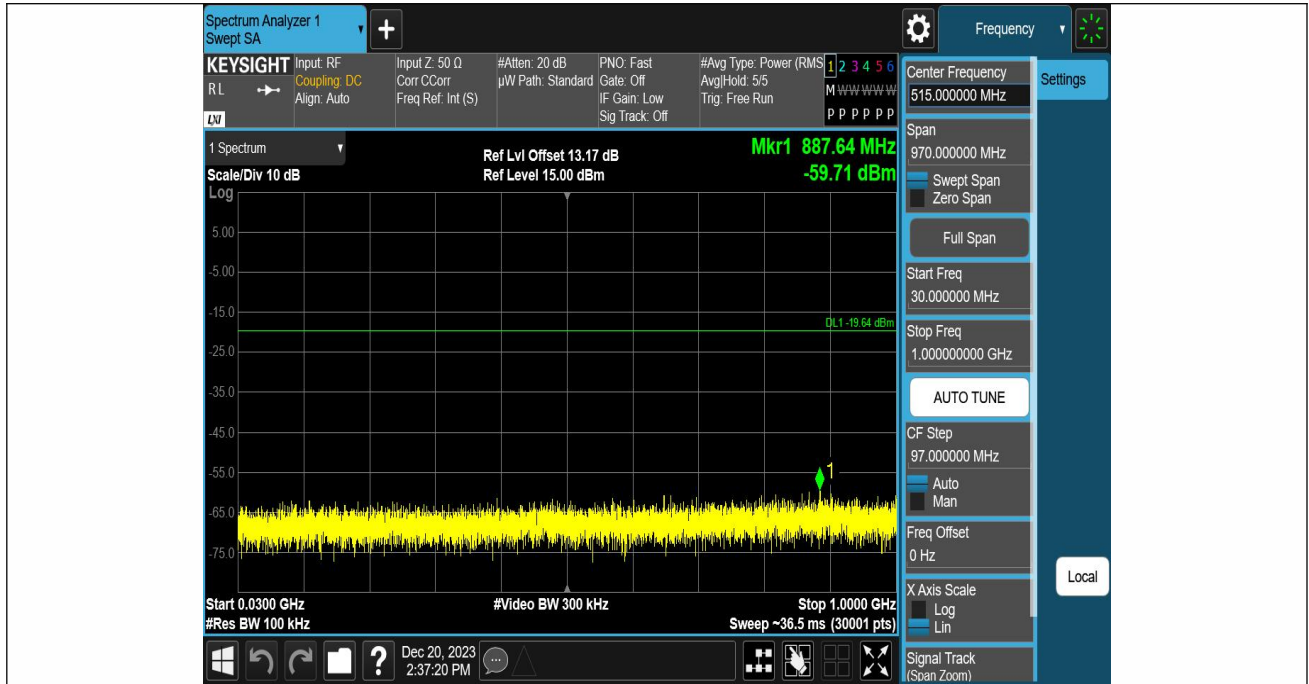 Spectrum Analyzer 1
Swept SA
+
Frequency
KEYSIGHT
RL
LXI
Input: RF
Coupling: DC
Align: Auto
Input Z: 50 Ω
Corr CCorr
Freq Ref: Int (S)
#Atten: 20 dB
µW Path: Standard
PNO: Fast
Gate: Off
IF Gain: Low
Sig Track: Off
#Avg Type: Power (RMS
Avg|Hold: 5/5
Trig: Free Run
1 2 3 4 5 6
M W W W W W
P P P P P P
1 Spectrum
Scale/Div 10 dB
Ref Lvl Offset 13.17 dB
Ref Level 15.00 dBm
Mkr1 887.64 MHz
-59.71 dBm
Log
5.00
-5.00
-15.0
DL1 -19.64 dBm
-25.0
-35.0
-45.0
-55.0
1
-65.0
-75.0
Start 0.0300 GHz
#Res BW 100 kHz
#Video BW 300 kHz
Stop 1.0000 GHz
Sweep ~36.5 ms (30001 pts)
Center Frequency
515.000000 MHz
Settings
Span
970.000000 MHz
Swept Span
Zero Span
Full Span
Start Freq
30.000000 MHz
Stop Freq
1.000000000 GHz
AUTO TUNE
CF Step
97.000000 MHz
Auto
Man
Freq Offset
0 Hz
X Axis Scale
Log
Lin
Local
Signal Track
(Span Zoom)
?
Dec 20, 2023
2:37:20 PM